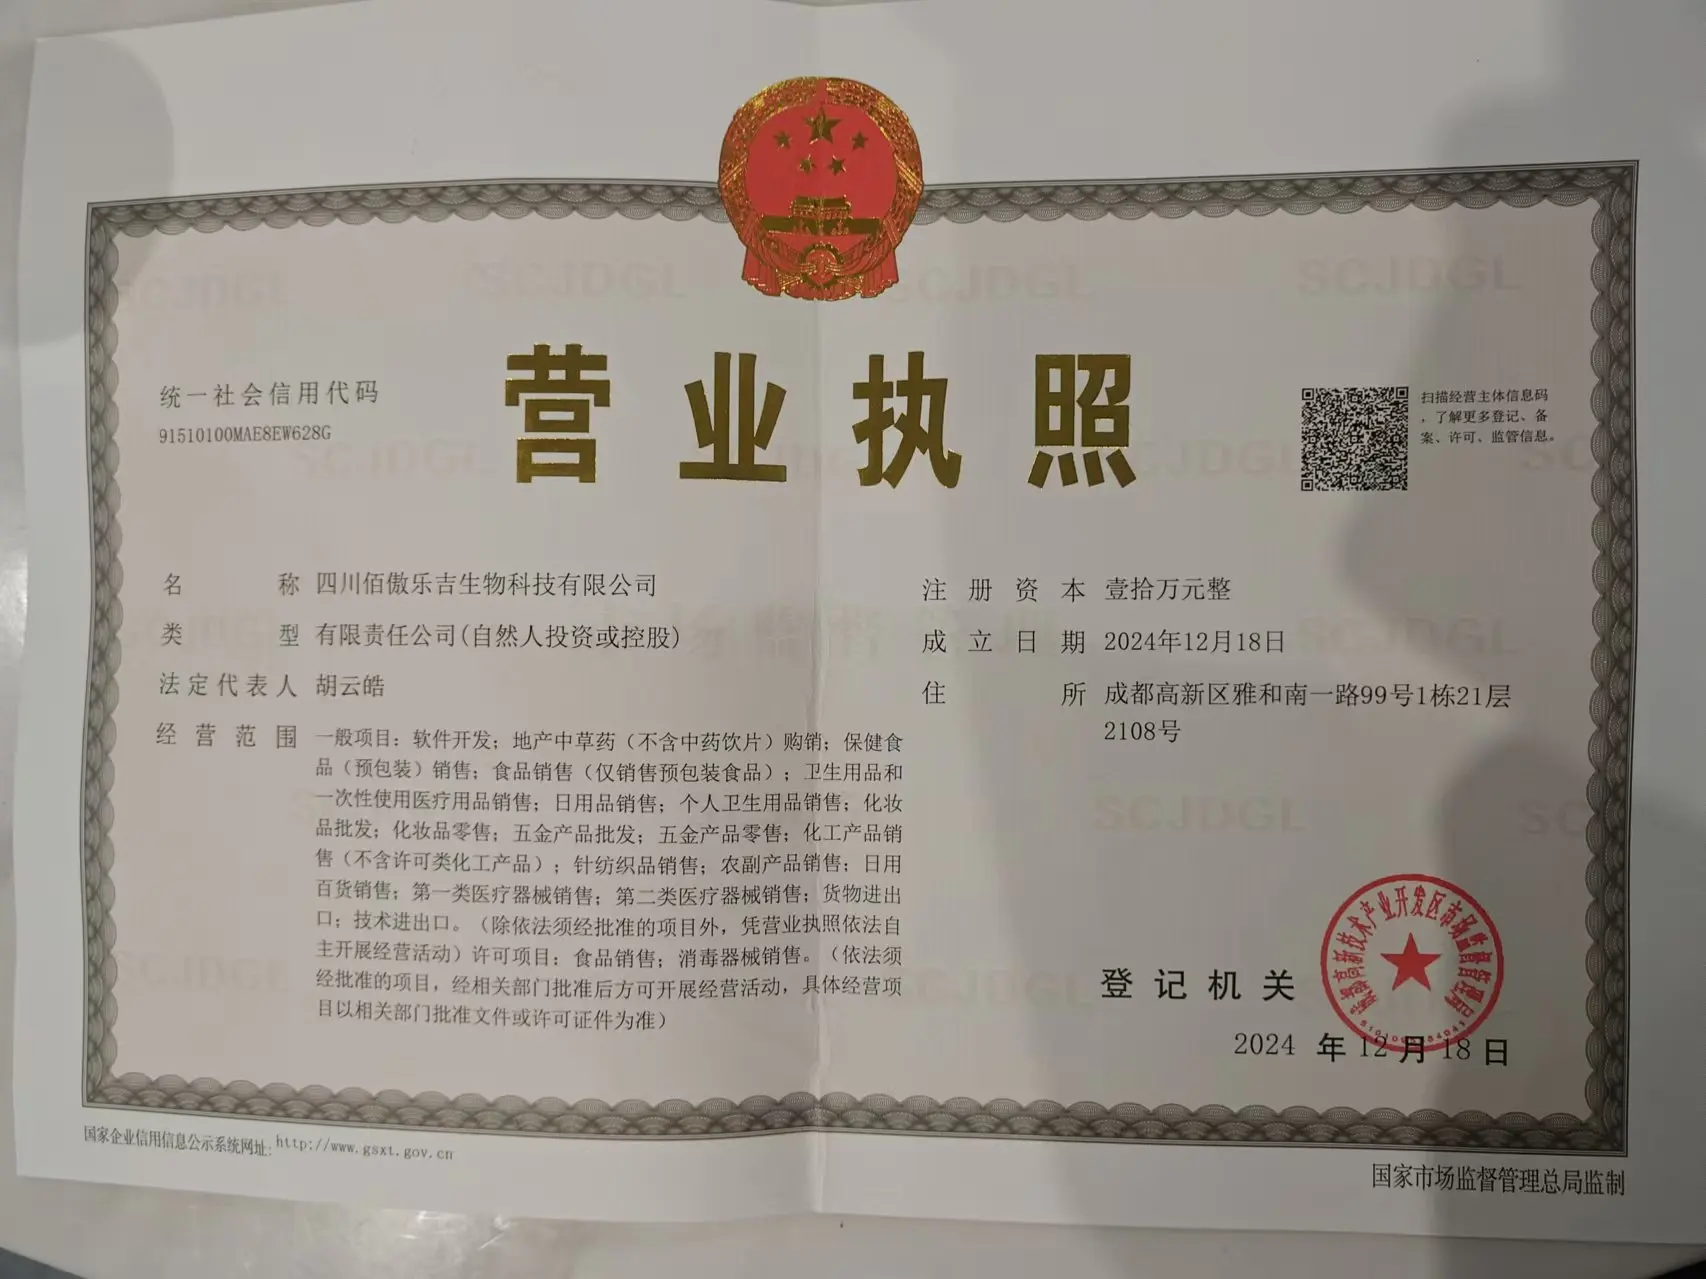 营业执照
统一社会信用代码
91510100MAE8EW628G
扫描经营主体信息码
，了解更多登记、备
案、许可、监管信息。
名称 四川佰傲乐吉生物科技有限公司
类型 有限责任公司(自然人投资或控股)
法定代表人 胡云皓
经营范围 一般项目：软件开发；地产中草药（不含中药饮片）购销；保健食
品（预包装）销售；食品销售（仅销售预包装食品）；卫生用品和
一次性使用医疗用品销售；日用品销售；个人卫生用品销售；化妆
品批发；化妆品零售；五金产品批发；五金产品零售；化工产品销
售（不含许可类化工产品）；针纺织品销售；农副产品销售；日用
百货销售；第一类医疗器械销售；第二类医疗器械销售；货物进出
口；技术进出口。（除依法须经批准的项目外，凭营业执照依法自
主开展经营活动）许可项目：食品销售；消毒器械销售。（依法须
经批准的项目，经相关部门批准后方可开展经营活动，具体经营项
目以相关部门批准文件或许可证件为准）
注册资本 壹拾万元整
成立日期 2024年12月18日
住所 成都高新区雅和南一路99号1栋21层
2108号
登记机关
成都高新技术产业开发区市场监督管理局
2024 年 12 月 18 日
国家企业信用信息公示系统网址：http://www.gsxt.gov.cn
国家市场监督管理总局监制
SCJDGL